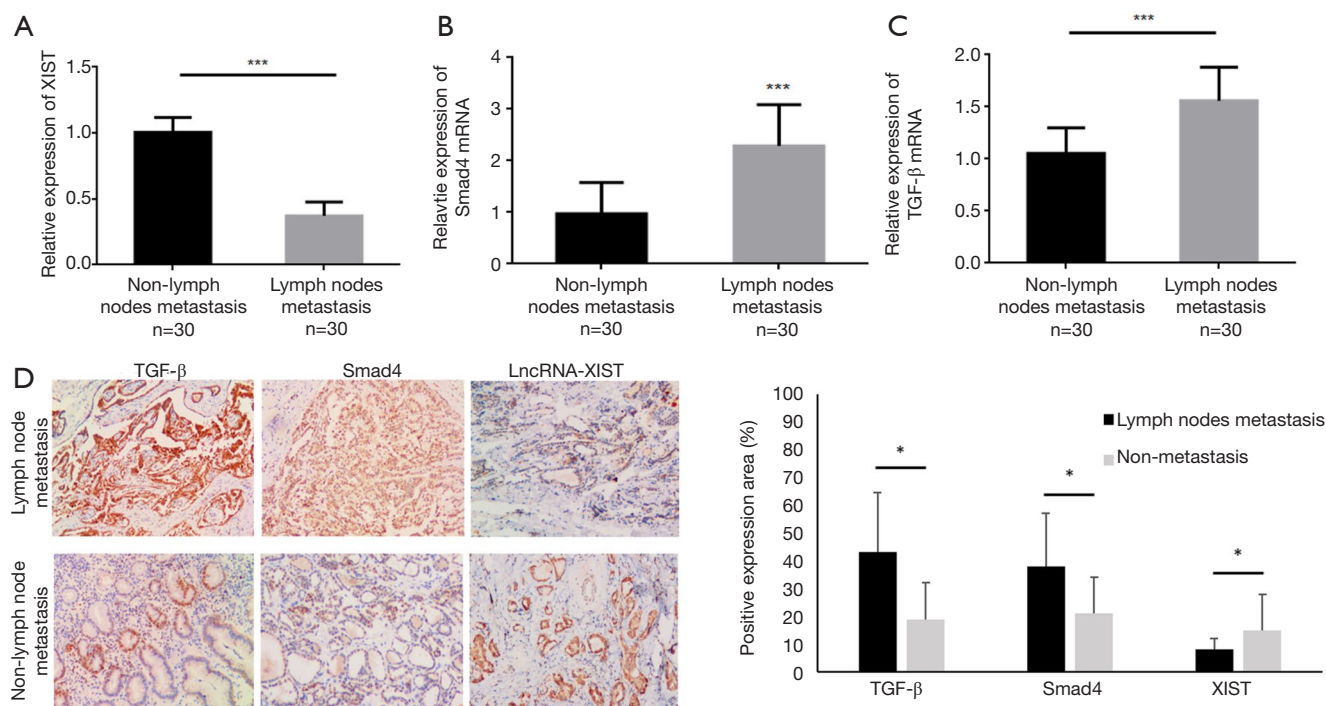 A
Relative expression of XIST
1.5
1.0
0.5
0.0
***
Non-lymph
nodes metastasis
n=30
Lymph nodes
metastasis
n=30
B
Relavtie expression of
Smad4 mRNA
4
3
2
1
0
***
Non-lymph
nodes metastasis
n=30
Lymph nodes
metastasis
n=30
C
Relative expression of
TGF-β mRNA
2.0
1.5
1.0
0.5
0.0
***
Non-lymph
nodes metastasis
n=30
Lymph nodes
metastasis
n=30
D
TGF-β
Smad4
LncRNA-XIST
Lymph node
metastasis
Non-lymph node
metastasis
Positive expression area (%)
100
90
80
70
60
50
40
30
20
10
0
*
*
*
Lymph nodes metastasis
Non-metastasis
TGF-β
Smad4
XIST